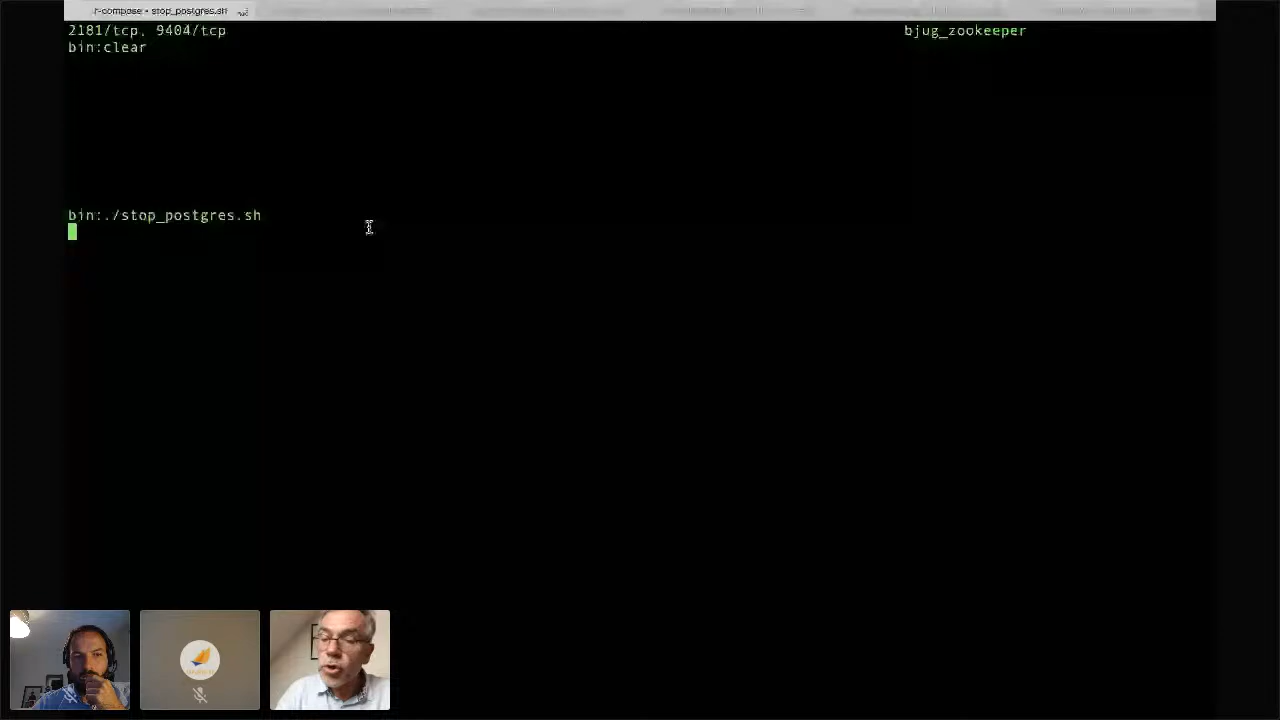 r-compose • stop_postgres.sh
2181/tcp, 9404/tcp bjug_zookeeper
bin:clear
bin:./stop_postgres.sh